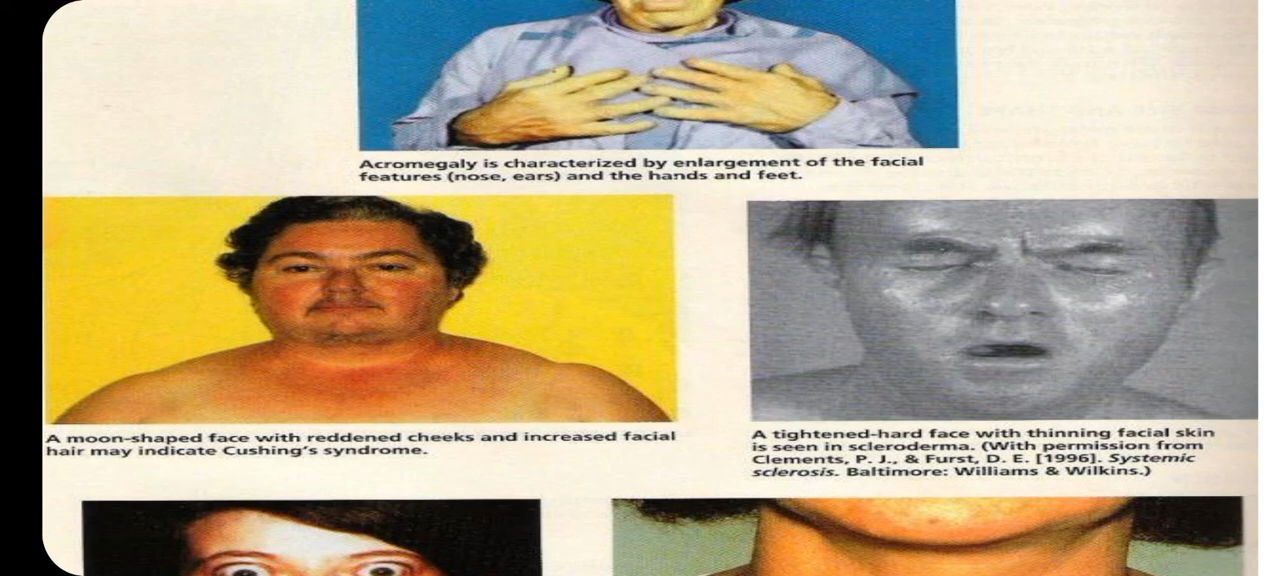 Acromegaly is characterized by enlargement of the facial
features (nose, ears) and the hands and feet.
A moon-shaped face with reddened cheeks and increased facial
hair may indicate Cushing's syndrome.
A tightened-hard face with thinning facial skin
is seen in scleroderma. (With permission from
Clements, P. J., & Furst, D. E. [1996]. Systemic
sclerosis. Baltimore: Williams & Wilkins.)